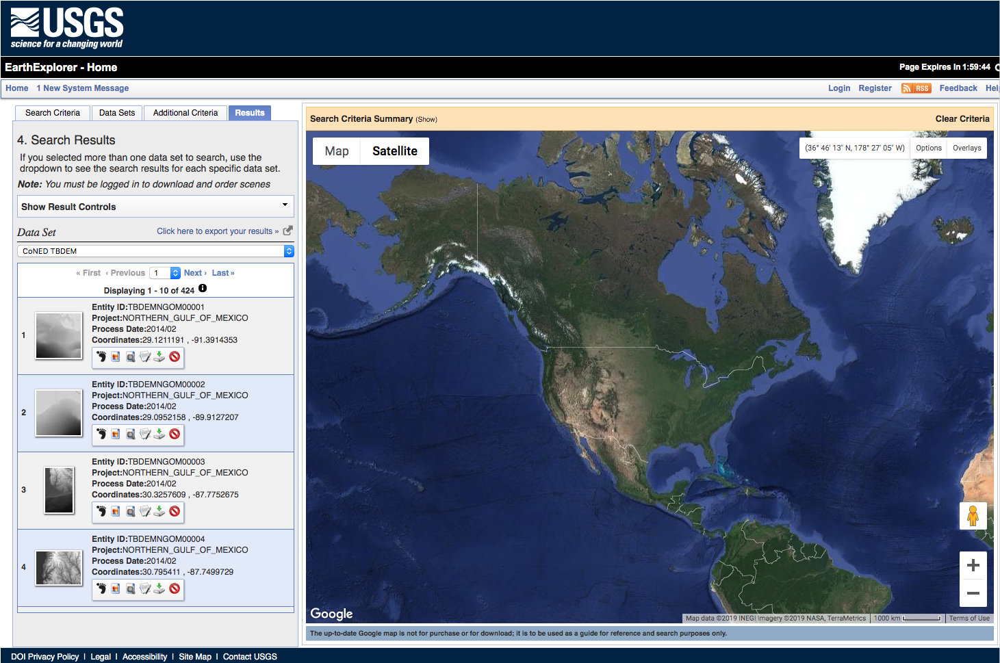 USGS
science for a changing world
EarthExplorer - Home
Page Expires In 1:59:44
Home 1 New System Message
Login Register RSS Feedback Hel
Search Criteria Data Sets Additional Criteria Results
4. Search Results
If you selected more than one data set to search, use the
dropdown to see the search results for each specific data set.
Note: You must be logged in to download and order scenes
Show Result Controls
Data Set Click here to export your results »
CoNED TBDEM
« First ‹ Previous 1 Next › Last »
Displaying 1 - 10 of 424
1
Entity ID:TBDEMNGOM00001
Project:NORTHERN_GULF_OF_MEXICO
Process Date:2014/02
Coordinates:29.1211191 , -91.3914353
2
Entity ID:TBDEMNGOM00002
Project:NORTHERN_GULF_OF_MEXICO
Process Date:2014/02
Coordinates:29.0952158 , -89.9127207
3
Entity ID:TBDEMNGOM00003
Project:NORTHERN_GULF_OF_MEXICO
Process Date:2014/02
Coordinates:30.3257609 , -87.7752675
4
Entity ID:TBDEMNGOM00004
Project:NORTHERN_GULF_OF_MEXICO
Process Date:2014/02
Coordinates:30.795411 , -87.7499729
Search Criteria Summary (Show) Clear Criteria
Map Satellite
(36° 46' 13" N, 178° 27' 05" W) Options Overlays
Google
Map data ©2019 INEGI Imagery ©2019 NASA, TerraMetrics 1000 km Terms of Use
The up-to-date Google map is not for purchase or for download; it is to be used as a guide for reference and search purposes only.
DOI Privacy Policy | Legal | Accessibility | Site Map | Contact USGS